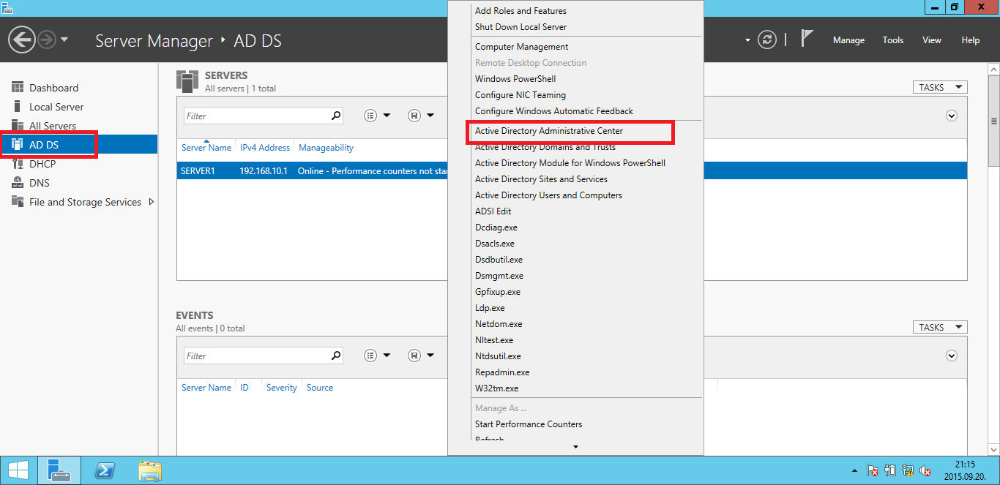 Server Manager ‣ AD DS
Manage Tools View Help
Dashboard
Local Server
All Servers
AD DS
DHCP
DNS
File and Storage Services
SERVERS
All servers | 1 total
TASKS
Filter
Server Name IPv4 Address Manageability
SERVER1 192.168.10.1 Online - Performance counters not star
EVENTS
All events | 0 total
TASKS
Filter
Server Name ID Severity Source
Add Roles and Features
Shut Down Local Server
Computer Management
Remote Desktop Connection
Windows PowerShell
Configure NIC Teaming
Configure Windows Automatic Feedback
Active Directory Administrative Center
Active Directory Domains and Trusts
Active Directory Module for Windows PowerShell
Active Directory Sites and Services
Active Directory Users and Computers
ADSI Edit
Dcdiag.exe
Dsacls.exe
Dsdbutil.exe
Dsmgmt.exe
Gpfixup.exe
Ldp.exe
Netdom.exe
Nltest.exe
Ntdsutil.exe
Repadmin.exe
W32tm.exe
Manage As ...
Start Performance Counters
Refresh
21:15
2015.09.20.